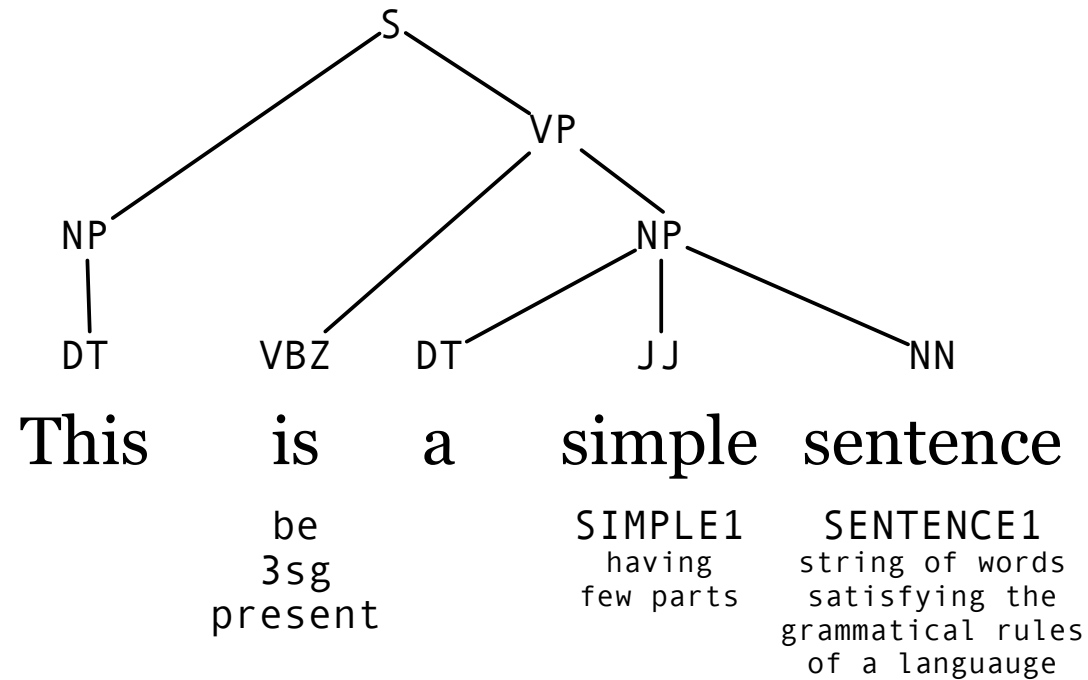 S
VP
NP NP
DT VBZ DT JJ NN
This is a simple sentence
be SIMPLE1 SENTENCE1
3sg having string of words
present few parts satisfying the
grammatical rules
of a languauge